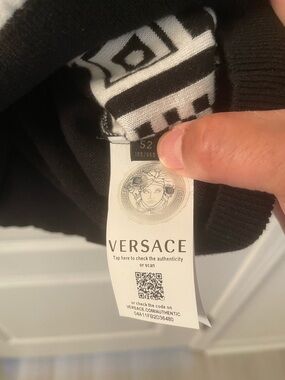 52
VERSACE
Tap here to check the authenticity
or scan
or check the code on
VERSACE.COM/AUTHENTIC